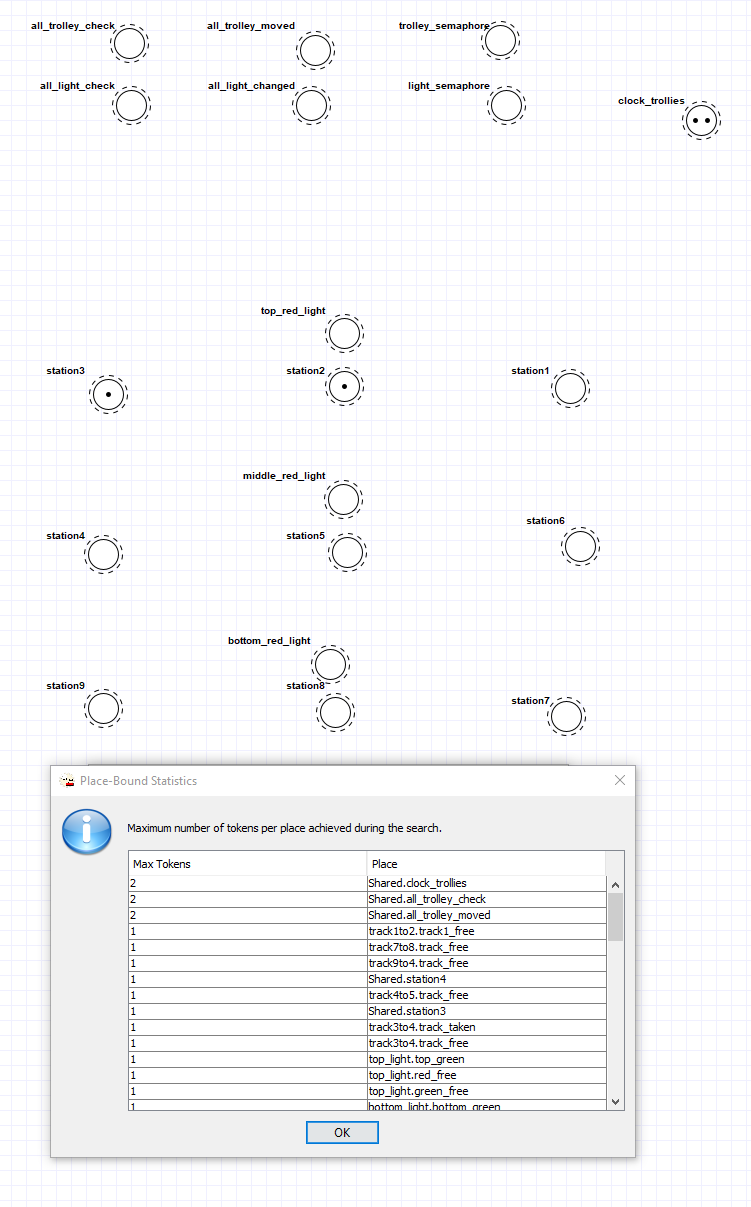 all_trolley_check all_trolley_moved trolley_semaphore
all_light_check all_light_changed light_semaphore
clock_trollies
top_red_light
station3 station2 station1
middle_red_light
station6
station4 station5
bottom_red_light
station9 station8
station7
Place-Bound Statistics
Maximum number of tokens per place achieved during the search.
Max Tokens Place
2 Shared.clock_trollies
2 Shared.all_trolley_check
2 Shared.all_trolley_moved
1 track1to2.track1_free
1 track7to8.track_free
1 track9to4.track_free
1 Shared.station4
1 track4to5.track_free
1 Shared.station3
1 track3to4.track_taken
1 track3to4.track_free
1 top_light.top_green
1 top_light.red_free
1 top_light.green_free
1 bottom_light.bottom_green
OK